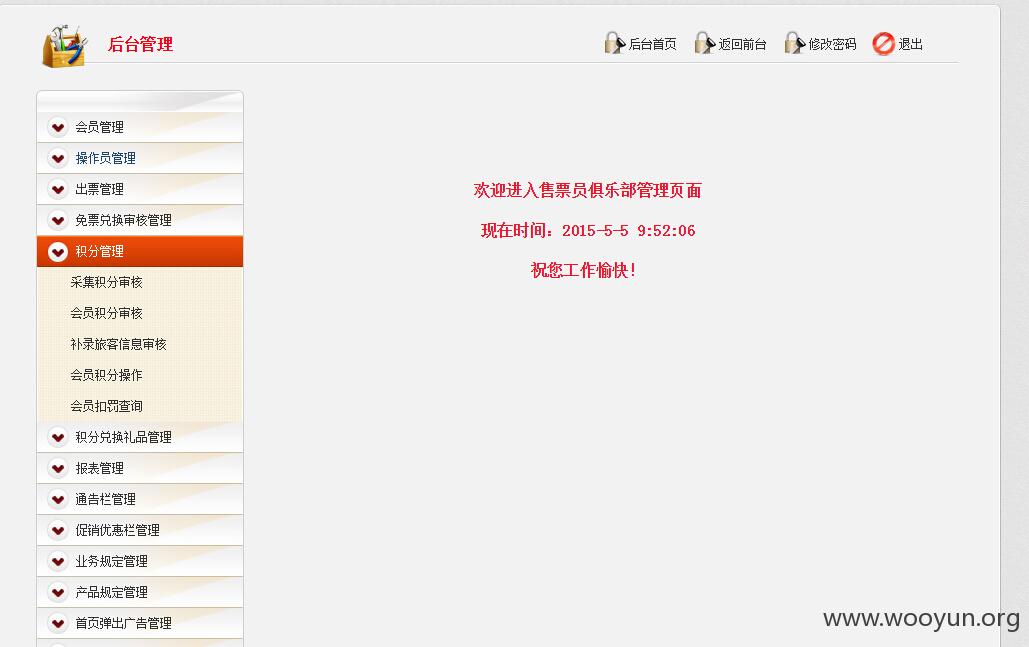 后台管理
后台首页 返回前台 修改密码 退出
会员管理
操作员管理
出票管理
免票兑换审核管理
积分管理
采集积分审核
会员积分审核
补录旅客信息审核
会员积分操作
会员扣罚查询
积分兑换礼品管理
报表管理
通告栏管理
促销优惠栏管理
业务规定管理
产品规定管理
首页弹出广告管理
欢迎进入售票员俱乐部管理页面
现在时间：2015-5-5 9:52:06
祝您工作愉快！
www.wooyun.org